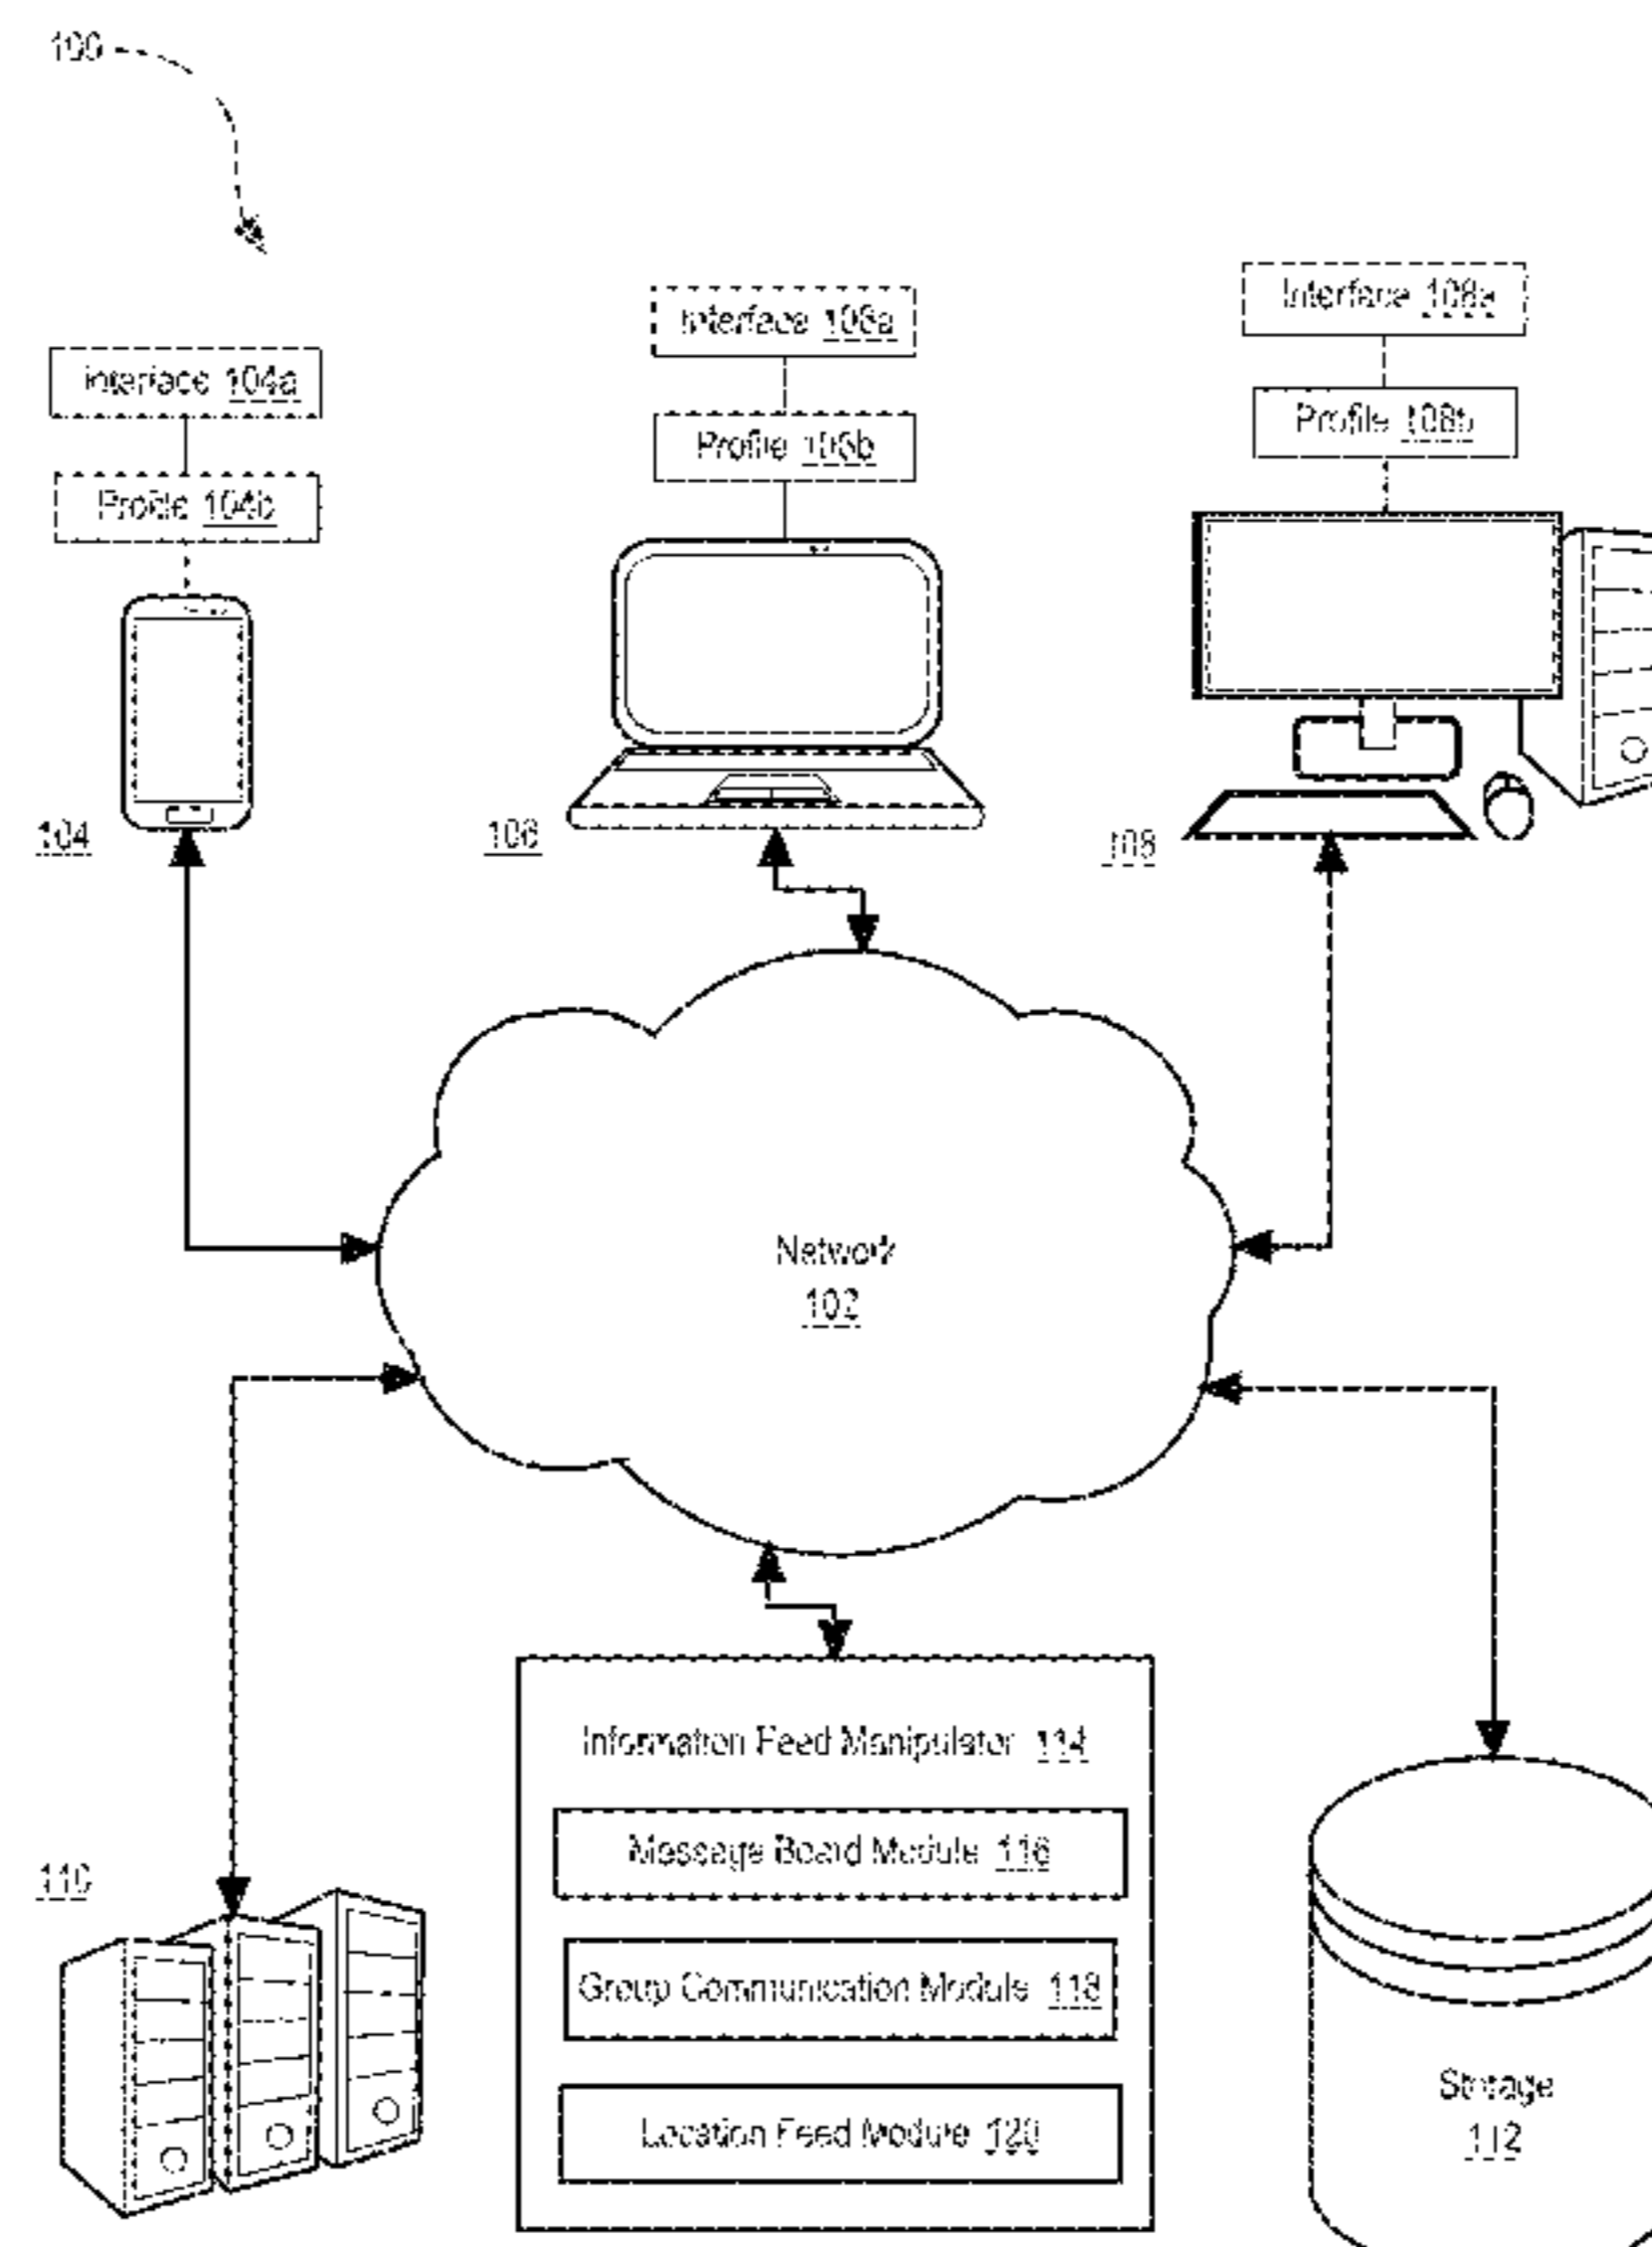 100
Interface 108a
Interface 106a
Interface 104a
Profile 108b
Profile 106b
Profile 104b
104
106
108
Network
102
Information Feed Manipulator 114
Message Board Module 116
110
Group Communication Module 118
Storage
112
Location Feed Module 120